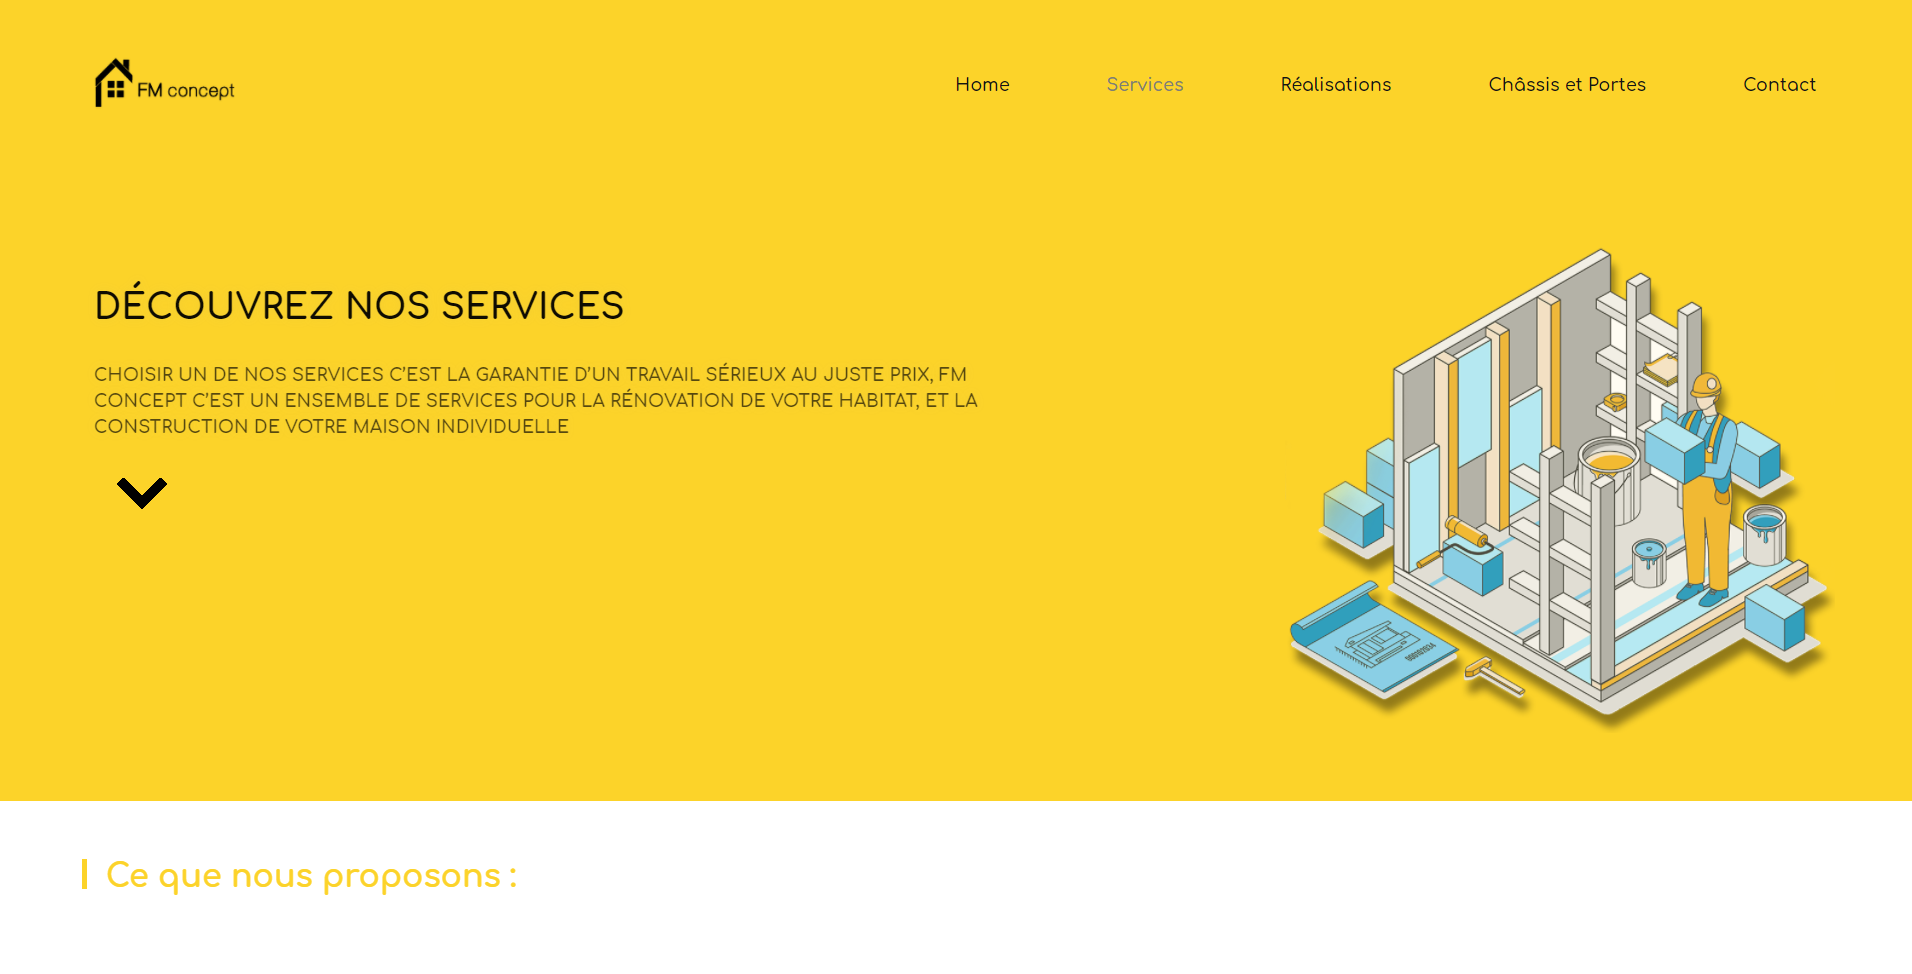 FM concept
Home
Services
Réalisations
Châssis et Portes
Contact
DÉCOUVREZ NOS SERVICES
CHOISIR UN DE NOS SERVICES C’EST LA GARANTIE D’UN TRAVAIL SÉRIEUX AU JUSTE PRIX, FM
CONCEPT C’EST UN ENSEMBLE DE SERVICES POUR LA RÉNOVATION DE VOTRE HABITAT, ET LA
CONSTRUCTION DE VOTRE MAISON INDIVIDUELLE
Ce que nous proposons :